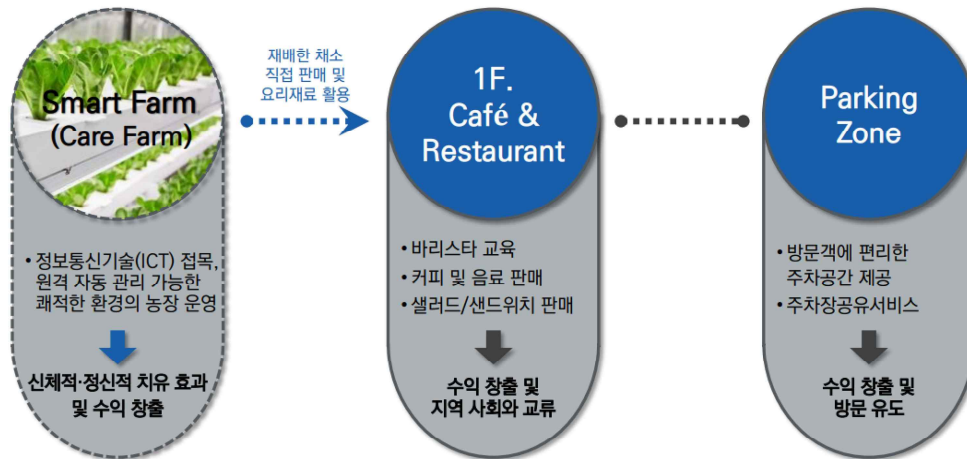 Smart Farm
(Care Farm)
• 정보통신기술(ICT) 접목,
원격 자동 관리 가능한
쾌적한 환경의 농장 운영
신체적·정신적 치유 효과
및 수익 창출
재배한 채소
직접 판매 및
요리재료 활용
1F.
Café &
Restaurant
• 바리스타 교육
• 커피 및 음료 판매
• 샐러드/샌드위치 판매
수익 창출 및
지역 사회와 교류
Parking
Zone
• 방문객에 편리한
주차공간 제공
• 주차장공유서비스
수익 창출 및
방문 유도